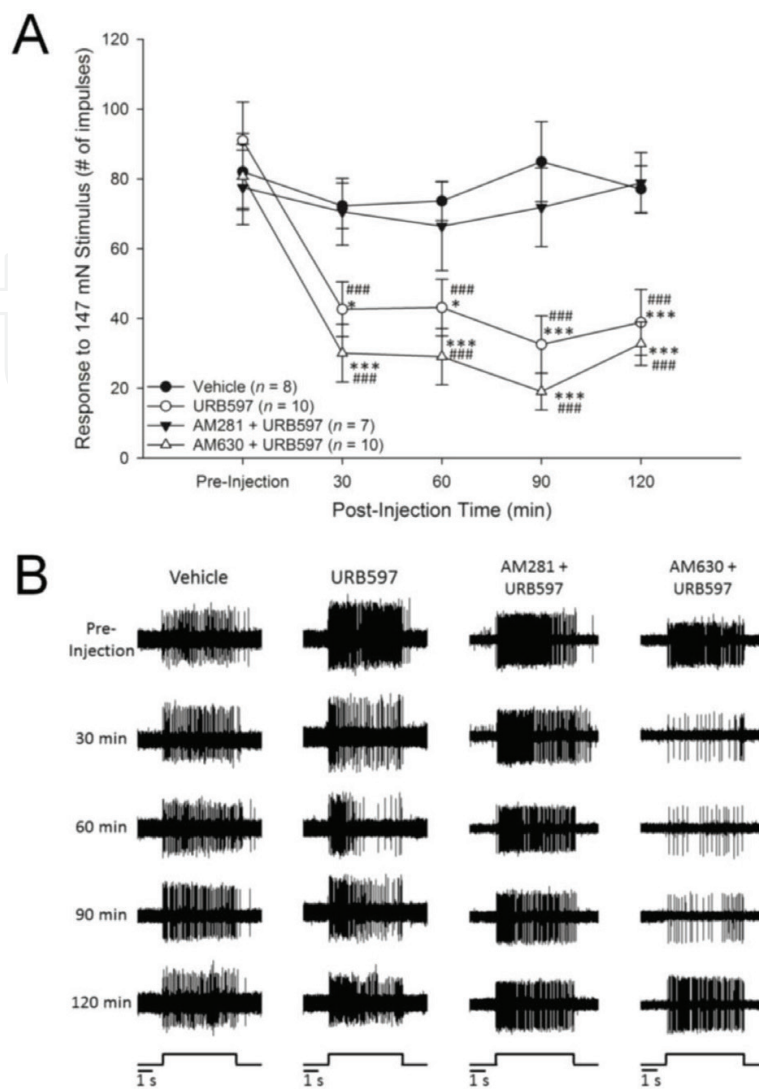 A
Response to 147 mN Stimulus (# of impulses)
120
100
80
60
40
20
0
###
*
***
###
###
*
***
###
###
***
***
###
###
***
***
###
Vehicle (n = 8)
URB597 (n = 10)
AM281 + URB597 (n = 7)
AM630 + URB597 (n = 10)
Pre-Injection 30 60 90 120
Post-Injection Time (min)
B
Vehicle URB597 AM281 + URB597 AM630 + URB597
Pre-
Injection
30 min
60 min
90 min
120 min
1 s 1 s 1 s 1 s